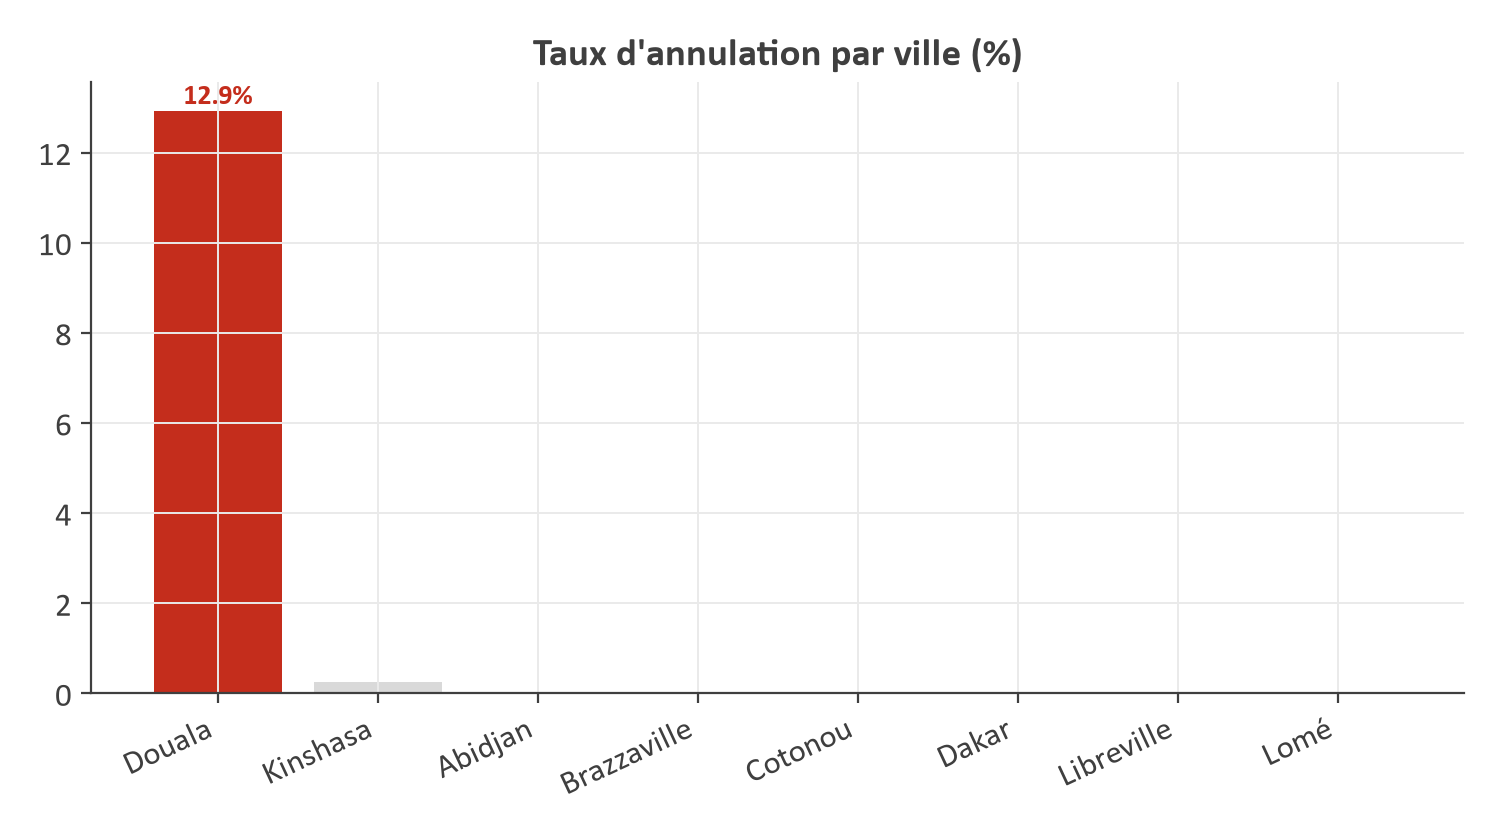 Taux d'annulation par ville (%)
12.9%
12
10
8
6
4
2
0
Douala
Kinshasa
Abidjan
Brazzaville
Cotonou
Dakar
Libreville
Lomé